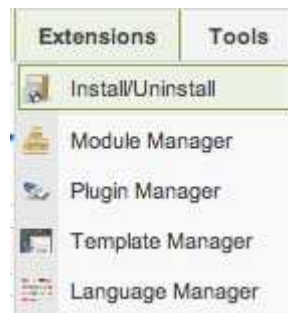 Extensions Tools
Install/Uninstall
Module Manager
Plugin Manager
Template Manager
Language Manager